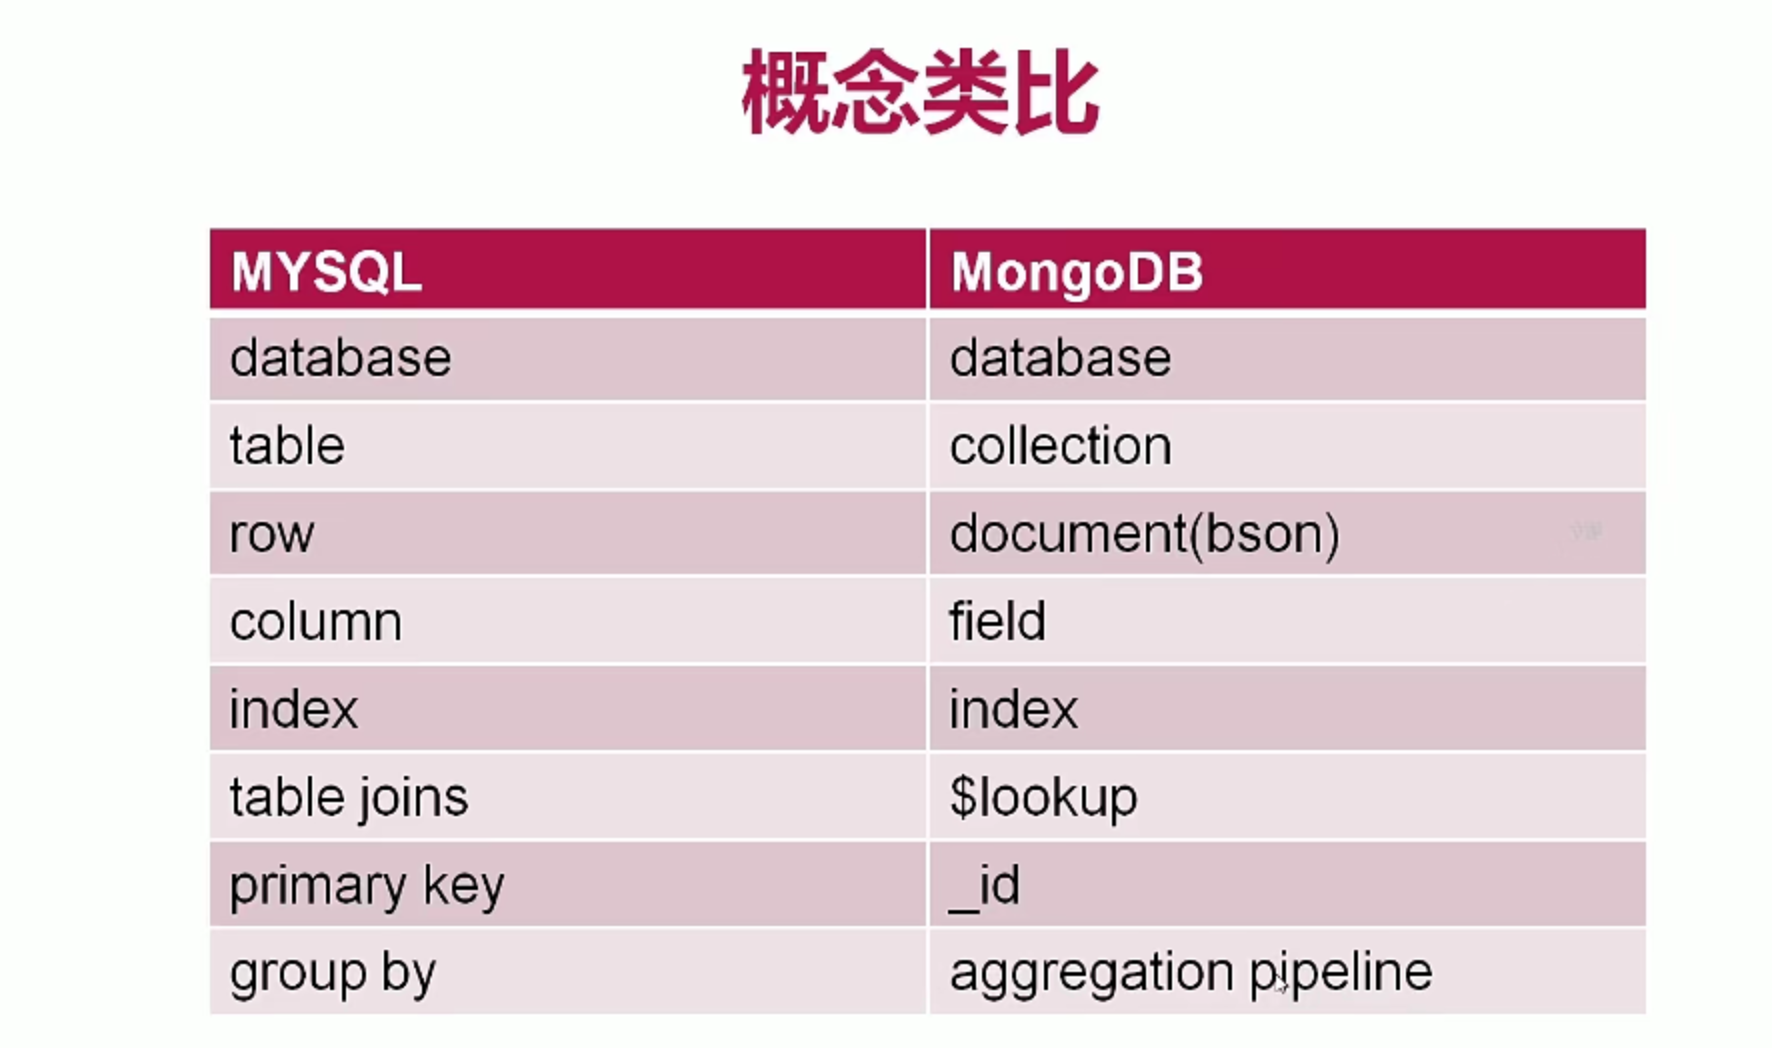 概念类比
MYSQL MongoDB
database database
table collection
row document(bson)
column field
index index
table joins $lookup
primary key _id
group by aggregation pipeline